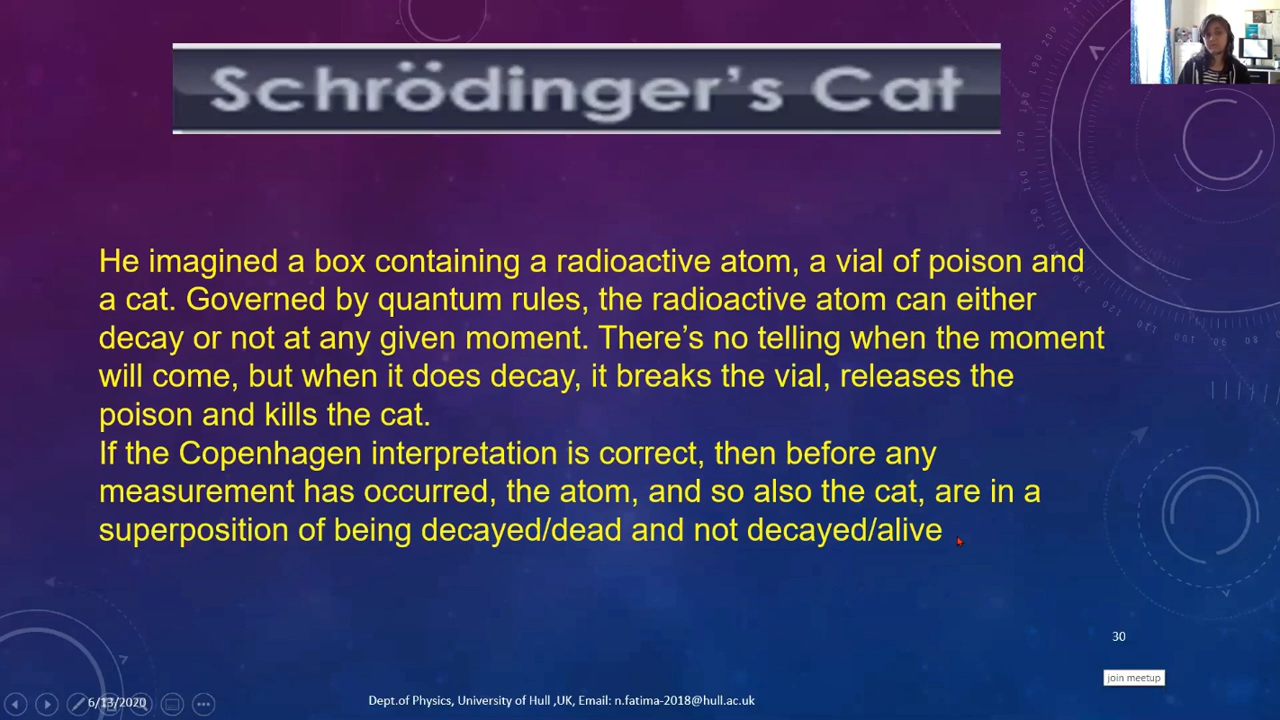 Schrödinger's Cat
He imagined a box containing a radioactive atom, a vial of poison and
a cat. Governed by quantum rules, the radioactive atom can either
decay or not at any given moment. There's no telling when the moment
will come, but when it does decay, it breaks the vial, releases the
poison and kills the cat.
If the Copenhagen interpretation is correct, then before any
measurement has occurred, the atom, and so also the cat, are in a
superposition of being decayed/dead and not decayed/alive
30
join meetup
6/13/2020
Dept.of Physics, University of Hull ,UK, Email: n.fatima-2018@hull.ac.uk